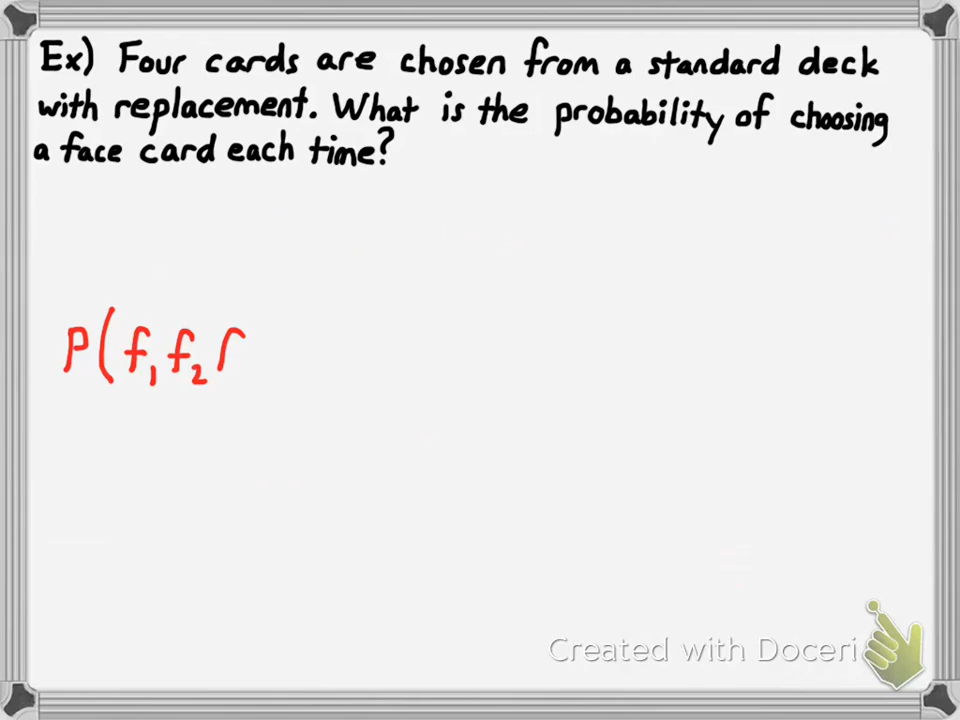 Ex) Four cards are chosen from a standard deck
with replacement. What is the probability of choosing
a face card each time?
P(f₁ f₂
Created with Doceri